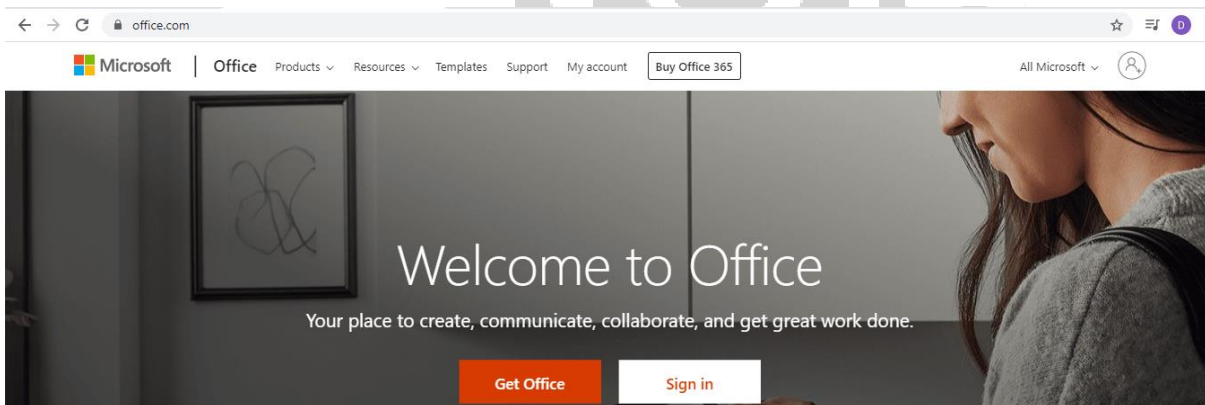 office.com
D
Microsoft Office Products Resources Templates Support My account Buy Office 365 All Microsoft
Welcome to Office
Your place to create, communicate, collaborate, and get great work done.
Get Office Sign in